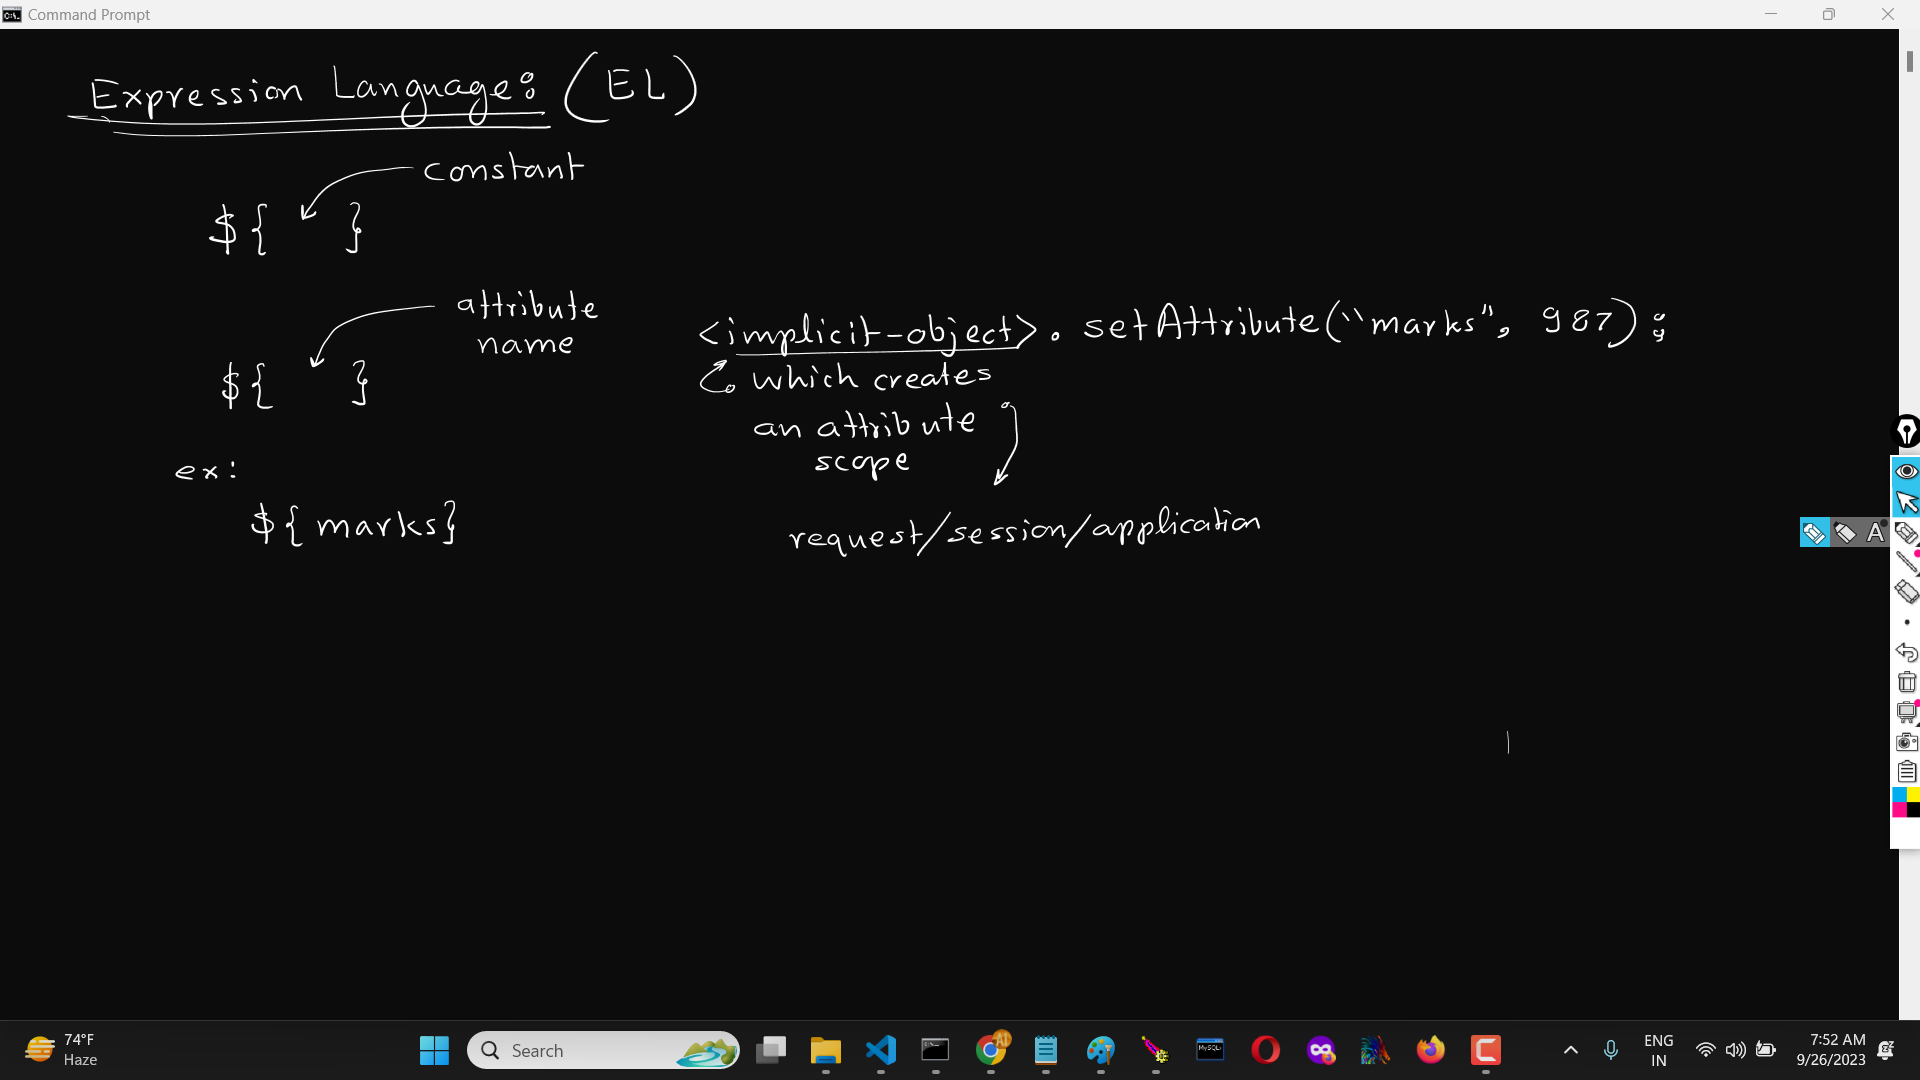 Command Prompt
Expression Language: (EL)
constant
${ }
attribute
name
${ }
<implicit-object>. setAttribute("marks", 987);
which creates
an attribute
scope
request/session/application
ex:
${marks}
A
74°F
Haze
Search
MySQL
ENG
IN
7:52 AM
9/26/2023